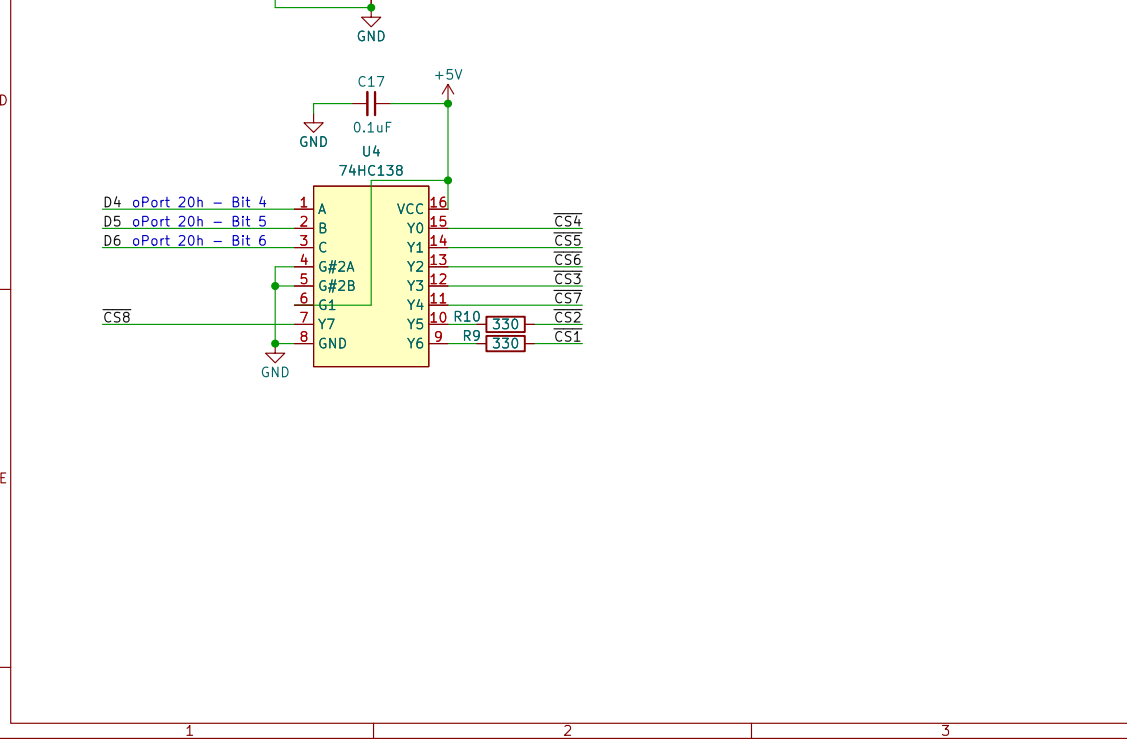 GND
+5V
C17
D
0.1uF
GND
U4
74HC138
D4 oPort 20h - Bit 4 1 A VCC 16
D5 oPort 20h - Bit 5 2 B Y0 15 CS4
D6 oPort 20h - Bit 6 3 C Y1 14 CS5
4 G#2A Y2 13 CS6
5 G#2B Y3 12 CS3
6 G1 Y4 11 CS7
CS8 7 Y7 Y5 10 R10 330 CS2
8 GND Y6 9 R9 330 CS1
GND
E
1 2 3